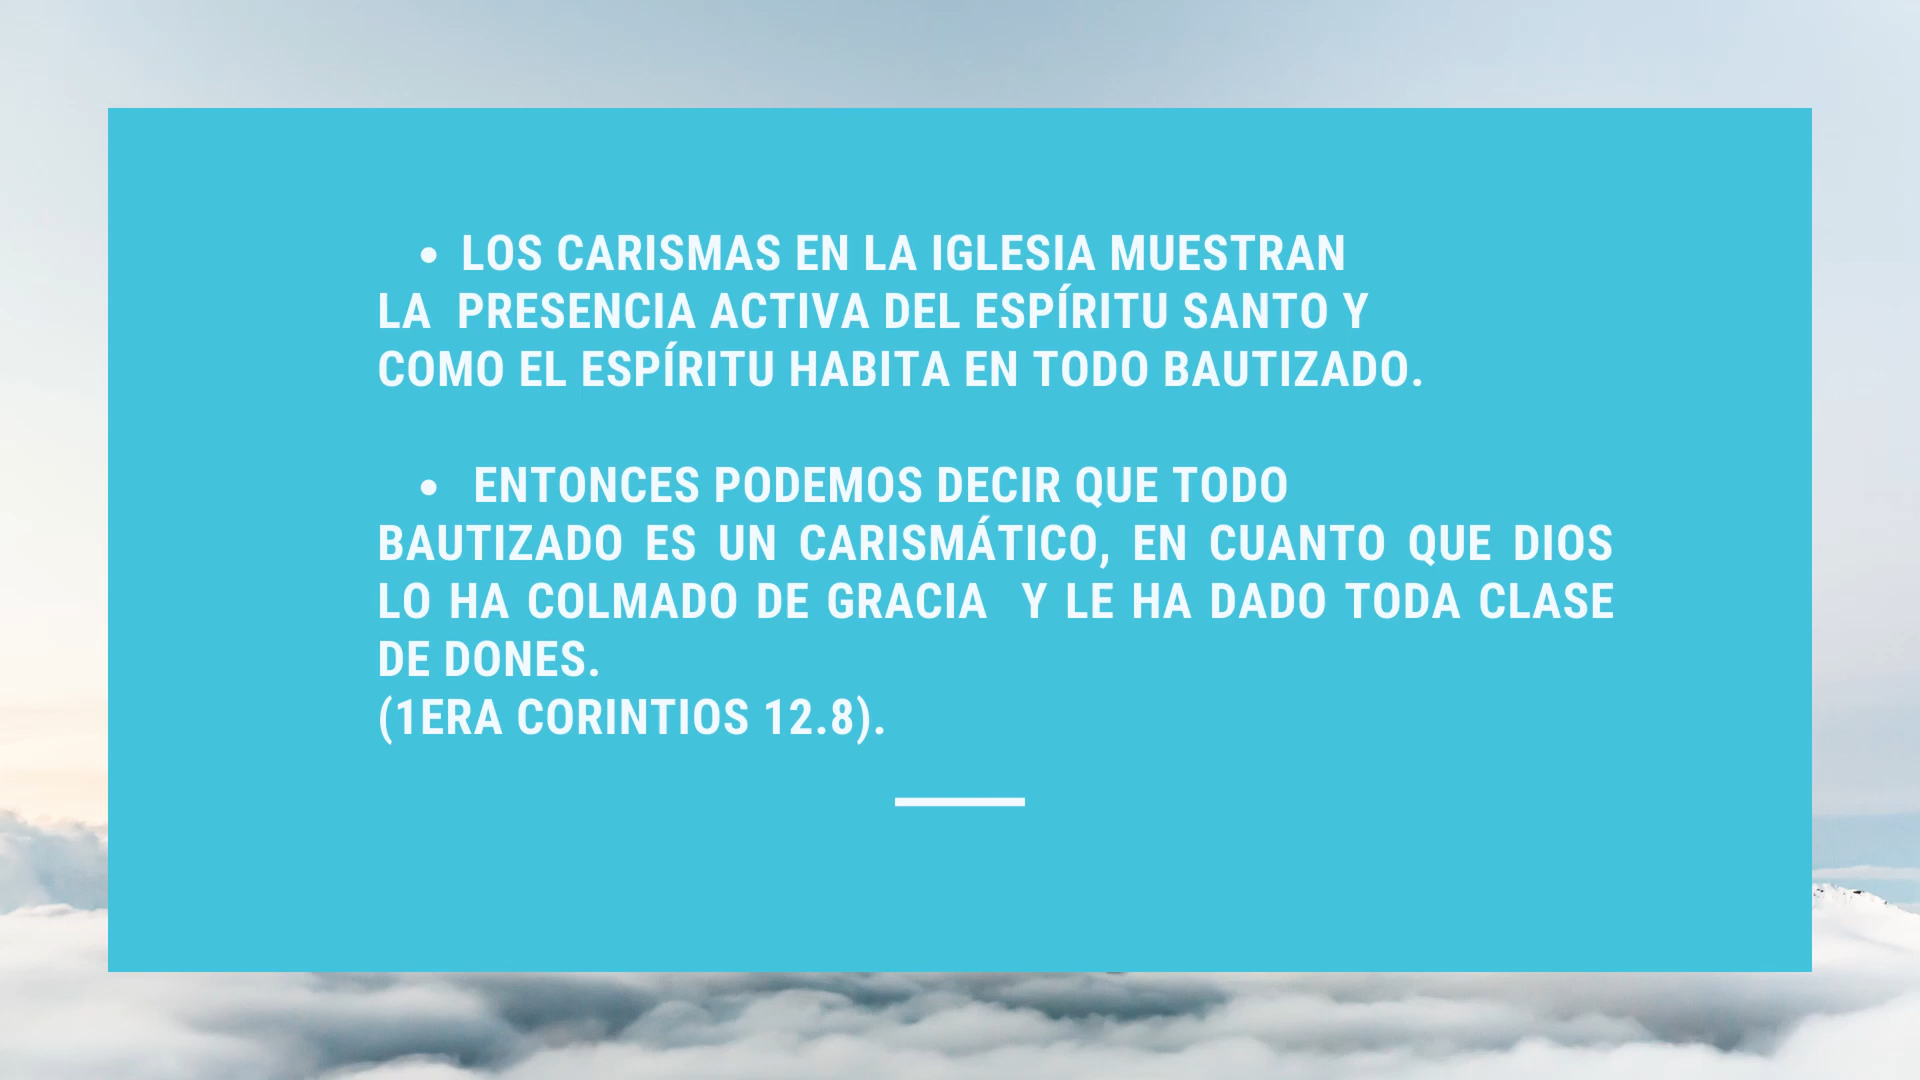 • LOS CARISMAS EN LA IGLESIA MUESTRAN
LA PRESENCIA ACTIVA DEL ESPÍRITU SANTO Y
COMO EL ESPÍRITU HABITA EN TODO BAUTIZADO.
• ENTONCES PODEMOS DECIR QUE TODO
BAUTIZADO ES UN CARISMÁTICO, EN CUANTO QUE DIOS
LO HA COLMADO DE GRACIA Y LE HA DADO TODA CLASE
DE DONES.
(1ERA CORINTIOS 12.8).